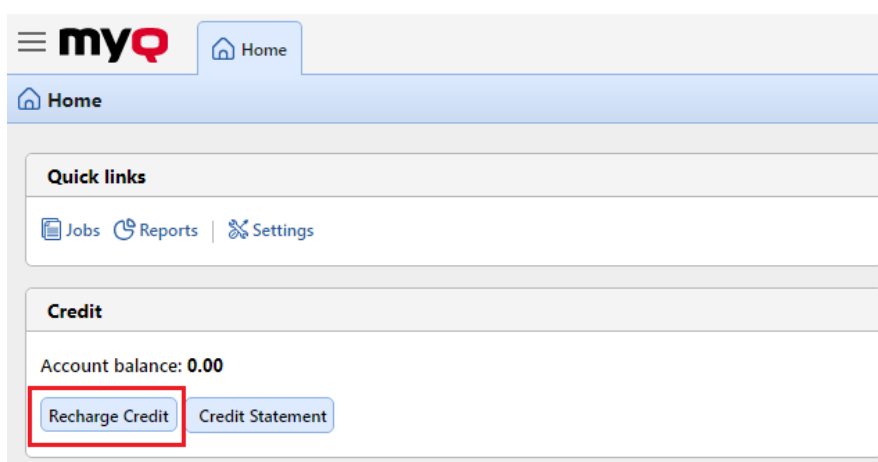 myQ Home
Home
Quick links
Jobs Reports | Settings
Credit
Account balance: 0.00
Recharge Credit Credit Statement